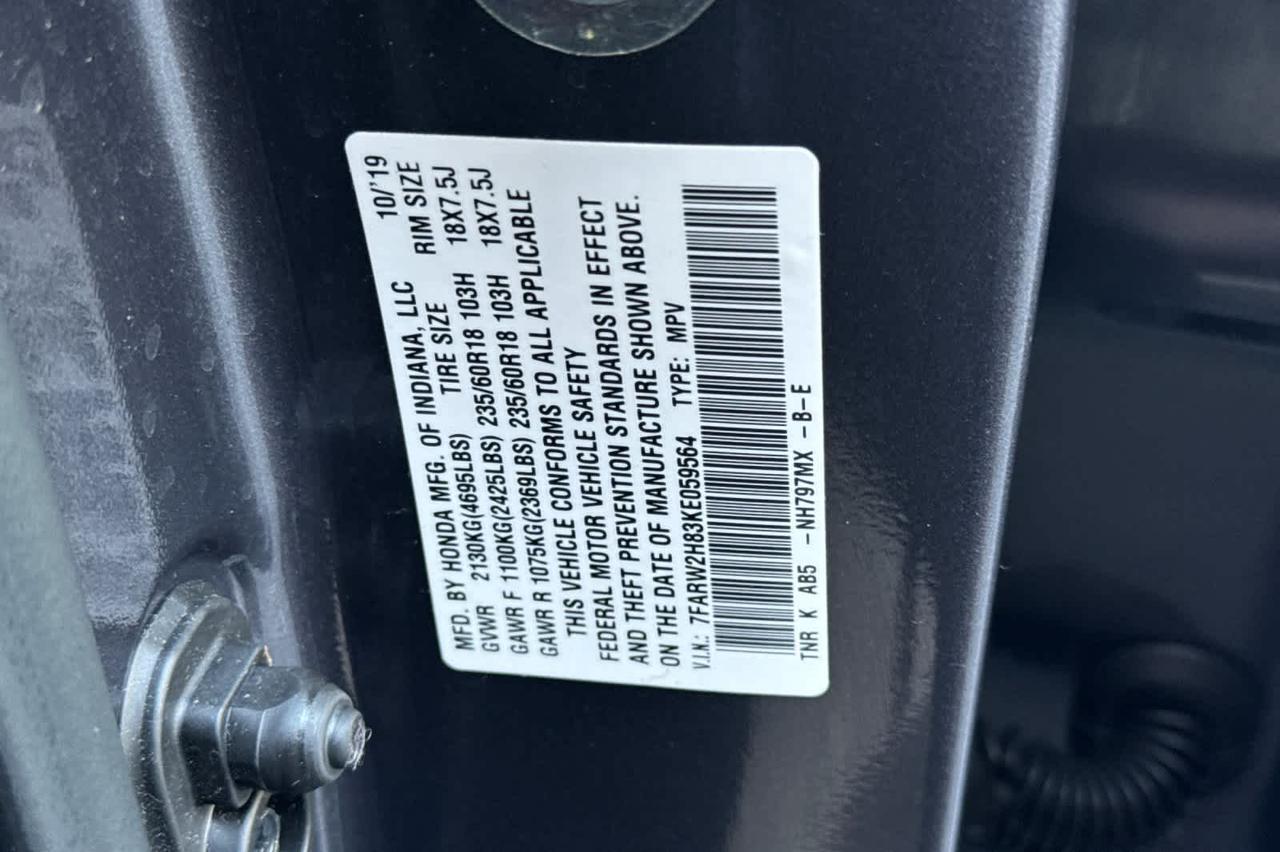 MFD. BY HONDA MFG. OF INDIANA, LLC 10/'19
TIRE SIZE RIM SIZE
GVWR 2130KG(4695LBS)
GAWR F 1100KG(2425LBS) 235/60R18 103H 18X7.5J
GAWR R 1075KG(2369LBS) 235/60R18 103H 18X7.5J
THIS VEHICLE CONFORMS TO ALL APPLICABLE
FEDERAL MOTOR VEHICLE SAFETY
AND THEFT PREVENTION STANDARDS IN EFFECT
ON THE DATE OF MANUFACTURE SHOWN ABOVE.
V.I.N.: 7FARW2H83KE059564 TYPE: MPV
TNR K AB5 -NH797MX -B-E